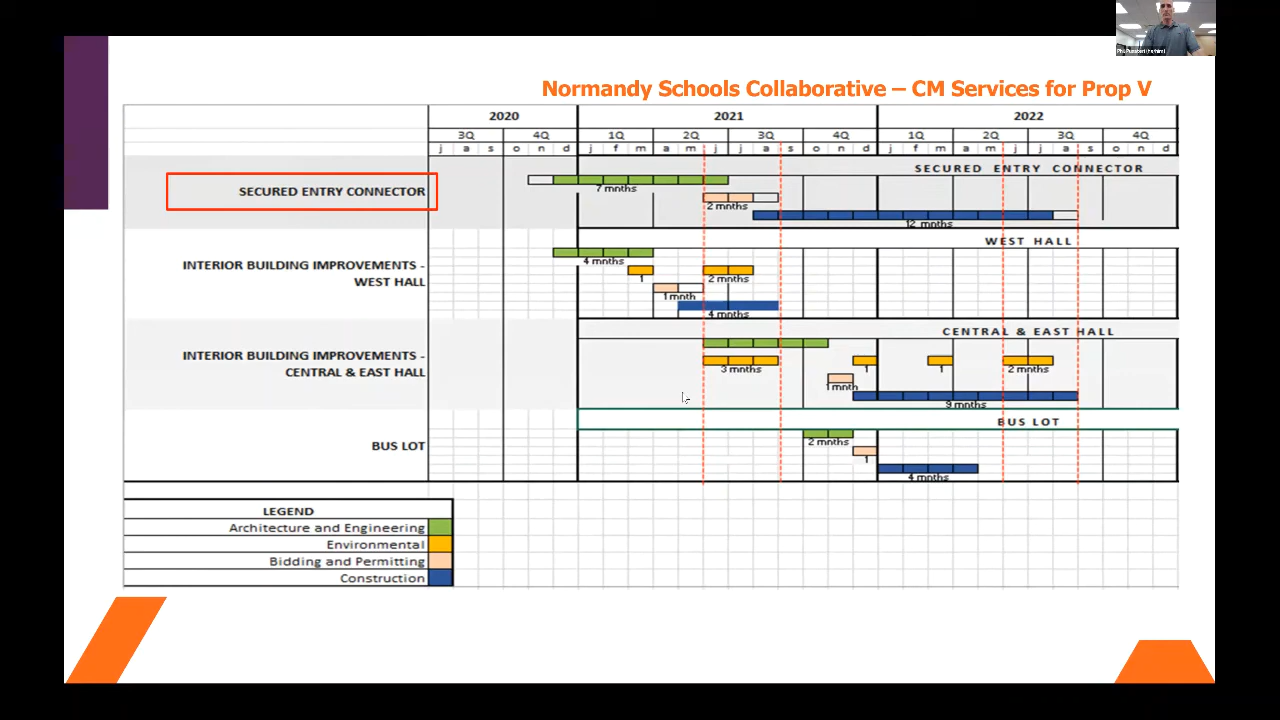 Normandy Schools Collaborative – CM Services for Prop V
2020 2021 2022
3Q 4Q 1Q 2Q 3Q 4Q 1Q 2Q 3Q 4Q
j a s o n d j f m a m j j a s o n d j f m a m j j a s o n d
SECURED ENTRY CONNECTOR
SECURED ENTRY CONNECTOR
7 mnths
2 mnths
12 mnths
WEST HALL
INTERIOR BUILDING IMPROVEMENTS -
WEST HALL
4 mnths
1
2 mnths
1 mnth
4 mnths
CENTRAL & EAST HALL
INTERIOR BUILDING IMPROVEMENTS -
CENTRAL & EAST HALL
3 mnths
1
1
2 mnths
1 mnth
9 mnths
BUS LOT
BUS LOT
2 mnths
1
4 mnths
LEGEND
Architecture and Engineering
Environmental
Bidding and Permitting
Construction